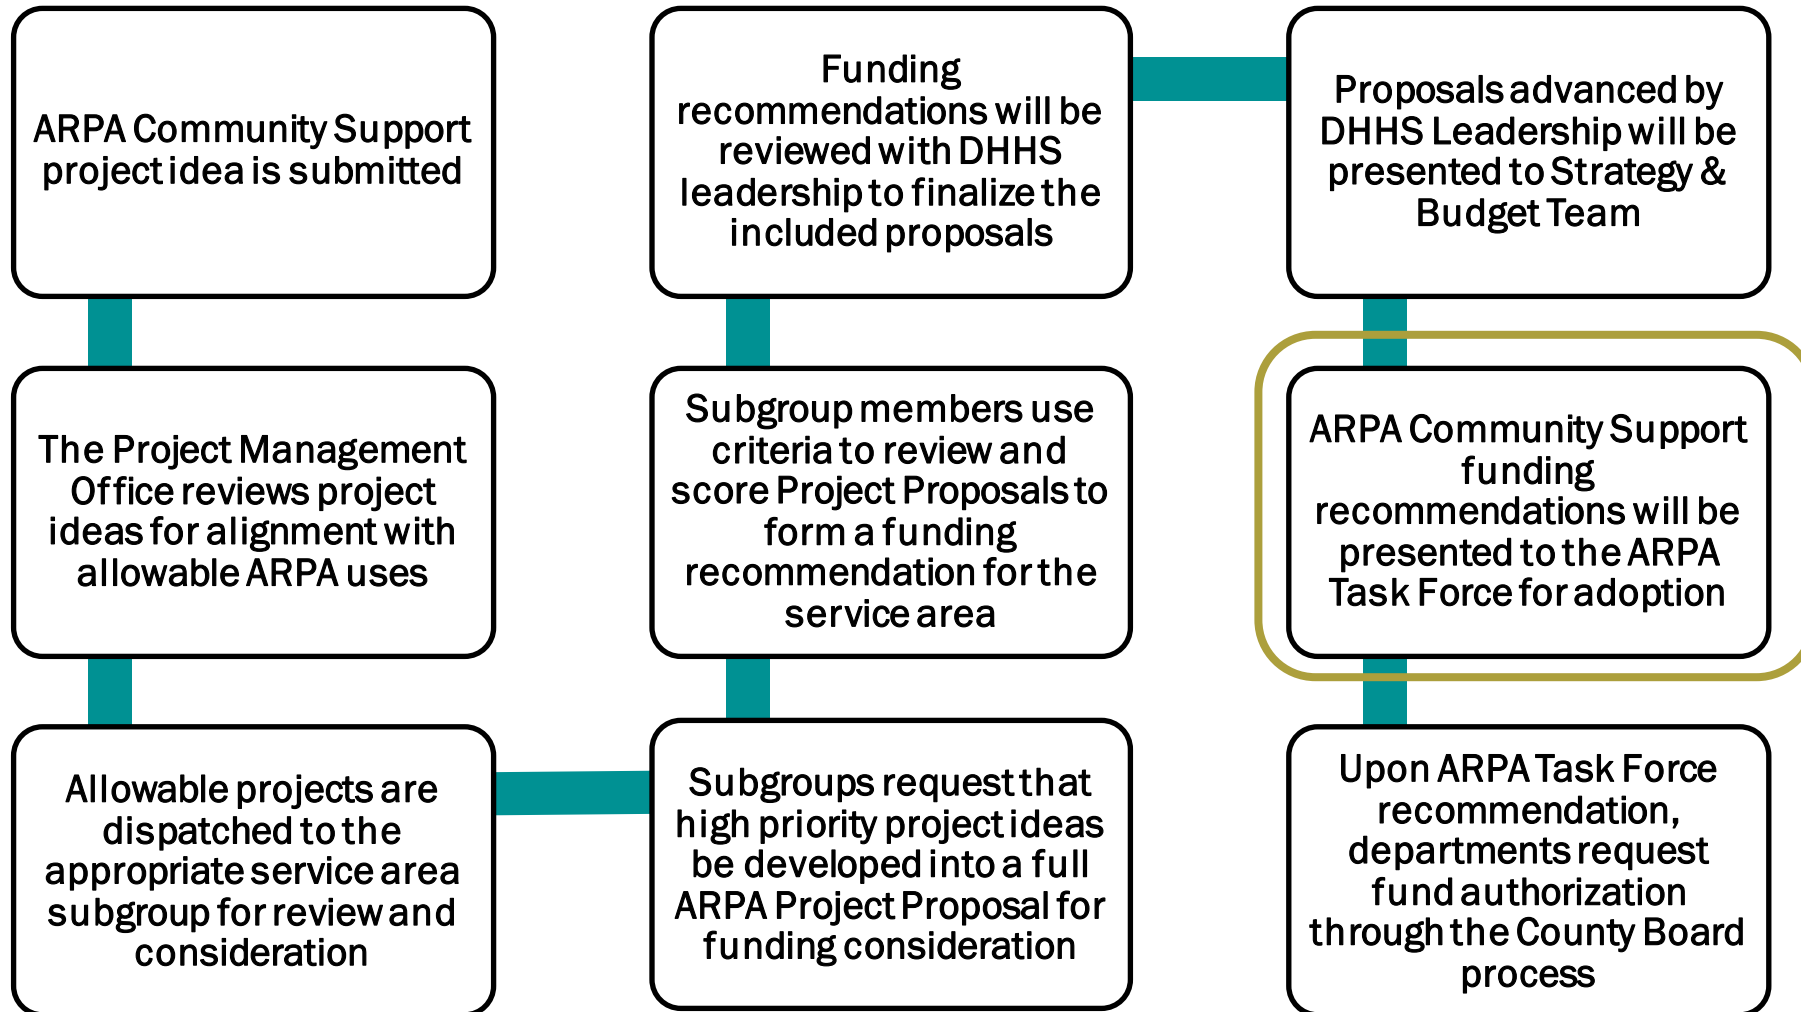 ARPA Community Support
project idea is submitted
The Project Management
Office reviews project
ideas for alignment with
allowable ARPA uses
Allowable projects are
dispatched to the
appropriate service area
subgroup for review and
consideration
Subgroups request that
high priority project ideas
be developed into a full
ARPA Project Proposal for
funding consideration
Subgroup members use
criteria to review and
score Project Proposals to
form a funding
recommendation for the
service area
Funding
recommendations will be
reviewed with DHHS
leadership to finalize the
included proposals
Proposals advanced by
DHHS Leadership will be
presented to Strategy &
Budget Team
ARPA Community Support
funding
recommendations will be
presented to the ARPA
Task Force for adoption
Upon ARPA Task Force
recommendation,
departments request
fund authorization
through the County Board
process